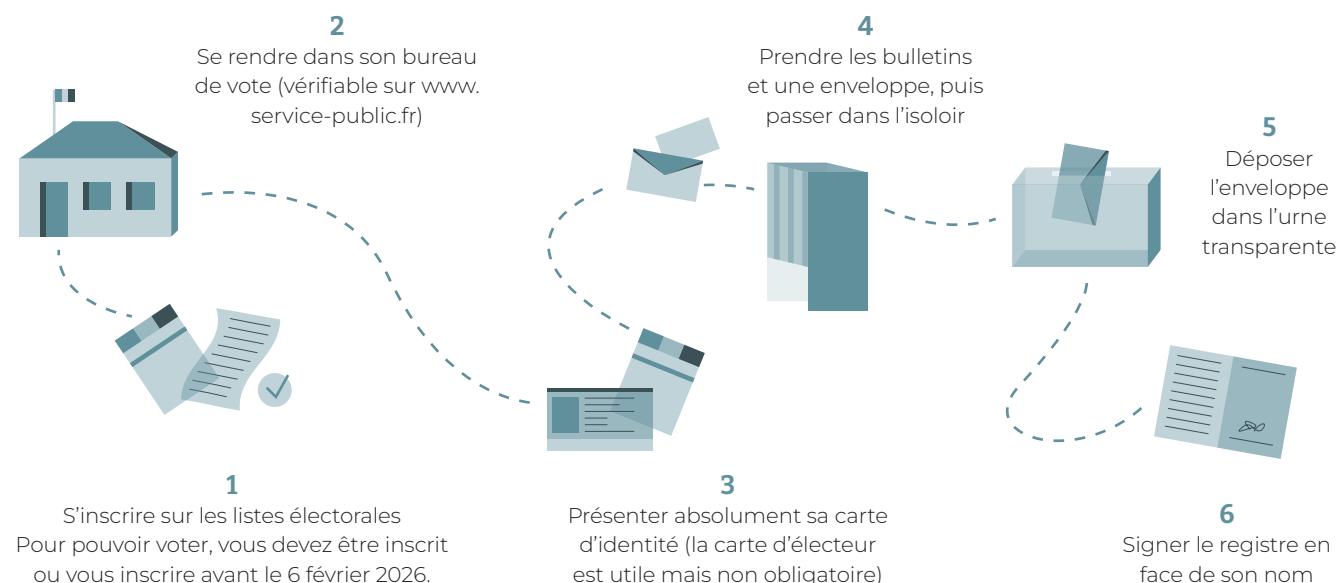 1
S'inscrire sur les listes électorales
Pour pouvoir voter, vous devez être inscrit
ou vous inscrire avant le 6 février 2026.
2
Se rendre dans son bureau
de vote (vérifiable sur www.
service-public.fr)
3
Présenter absolument sa carte
d'identité (la carte d'électeur
est utile mais non obligatoire)
4
Prendre les bulletins
et une enveloppe, puis
passer dans l'isoloir
5
Déposer
l'enveloppe
dans l'urne
transparente
6
Signer le registre en
face de son nom